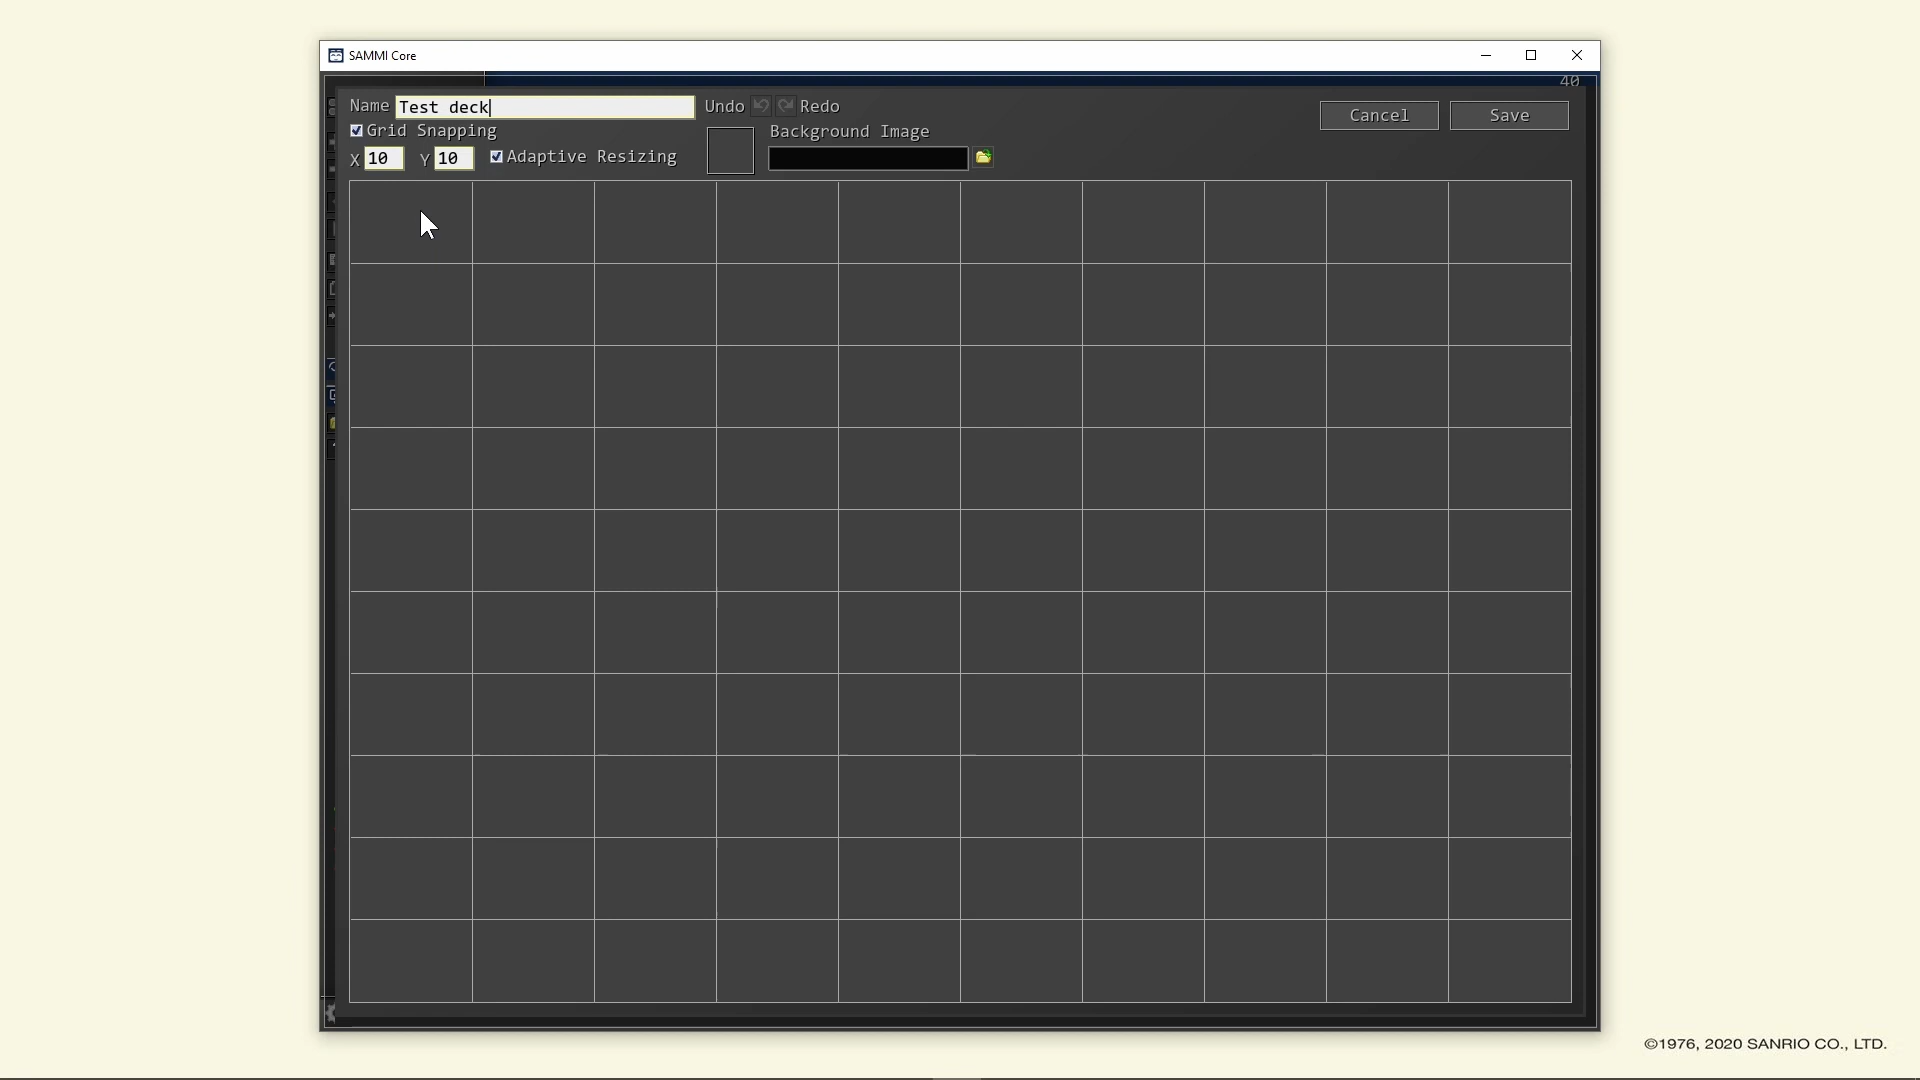 SAMMI Core
40
Name Test deck Undo Redo Cancel Save
Grid Snapping Background Image
X 10 Y 10 Adaptive Resizing
©1976, 2020 SANRIO CO., LTD.